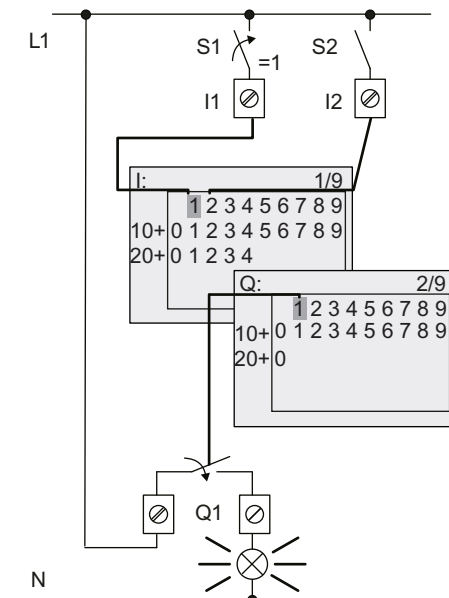 L1
S1
=1
S2
I1
I2
I: 1/9
1 2 3 4 5 6 7 8 9
10+ 0 1 2 3 4 5 6 7 8 9
20+ 0 1 2 3 4
Q: 2/9
1 2 3 4 5 6 7 8 9
10+ 0 1 2 3 4 5 6 7 8 9
20+ 0
Q1
N